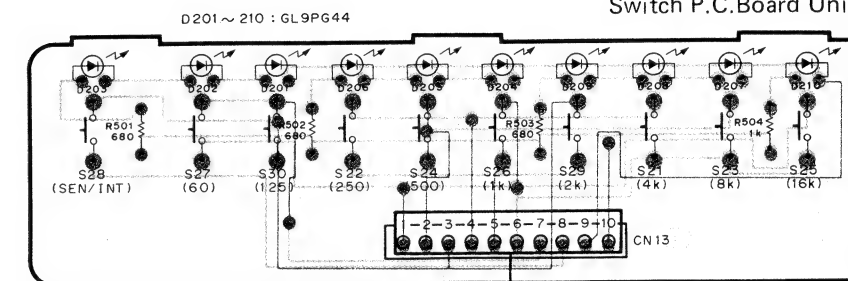 Switch P.C.Board Uni
D201~210 : GL9PG44
D203 D202 D201 D206 D205 D204 D209 D208 D207 D210
R501 680 R502 680 R503 680 R504 1k
S28 S27 S30 S22 S24 S26 S29 S21 S23 S25
(SEN/INT) (60) (125) (250) (500) (1k) (2k) (4k) (8k) (16k)
1-2-3-4-5-6-7-8-9-10
CN13